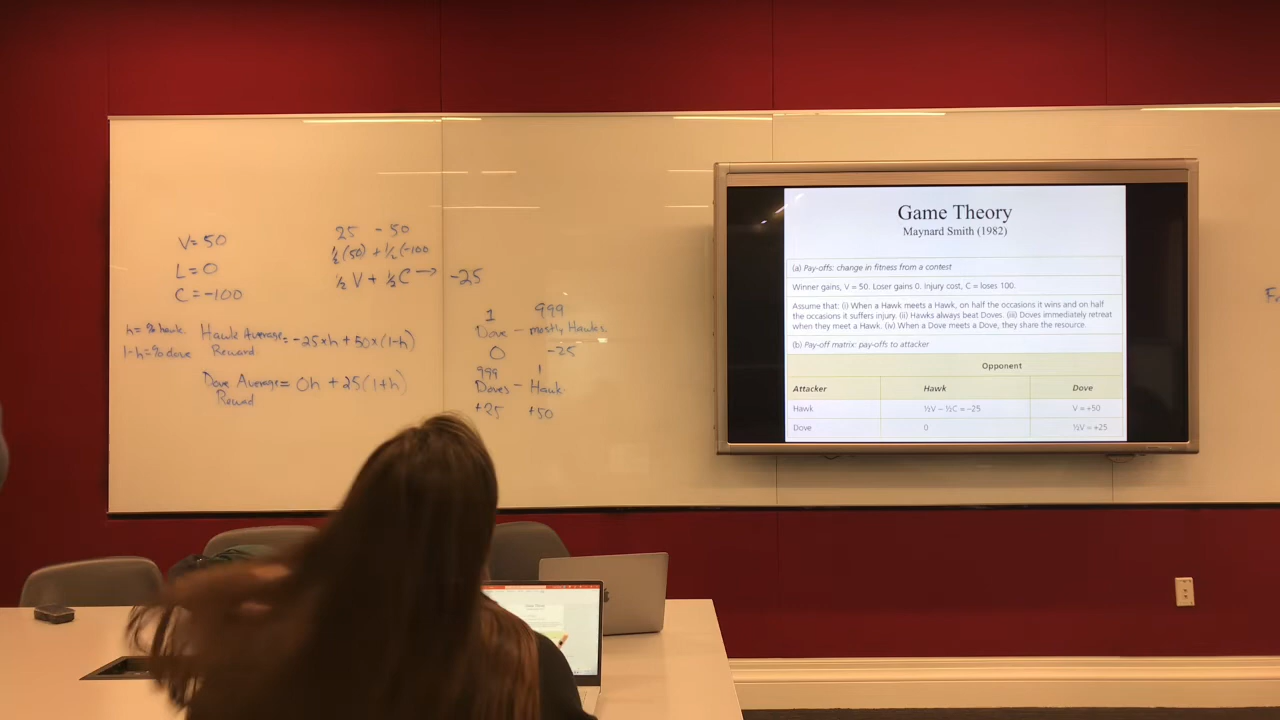 V=50
L=0
C=-100
25 - 50
½(50) + ½(-100
½V + ½C → -25
h=% hawk
1-h=% dove
Hawk Average = -25xh + 50x(1-h)
Reward
Dove Average = 0h + 25(1+h)
Reward
1 999
Dove - mostly Hawks
0 -25
999 1
Doves - Hawk
+25 +50
Game Theory
Maynard Smith (1982)
(a) Pay-offs: change in fitness from a contest
Winner gains, V = 50. Loser gains 0. Injury cost, C = loses 100.
Assume that: (i) When a Hawk meets a Hawk, on half the occasions it wins and on half
the occasions it suffers injury. (ii) Hawks always beat Doves. (iii) Doves immediately retreat
when they meet a Hawk. (iv) When a Dove meets a Dove, they share the resource.
(b) Pay-off matrix: pay-offs to attacker
Opponent
Attacker Hawk Dove
Hawk ½V − ½C = −25 V = +50
Dove 0 ½V = +25